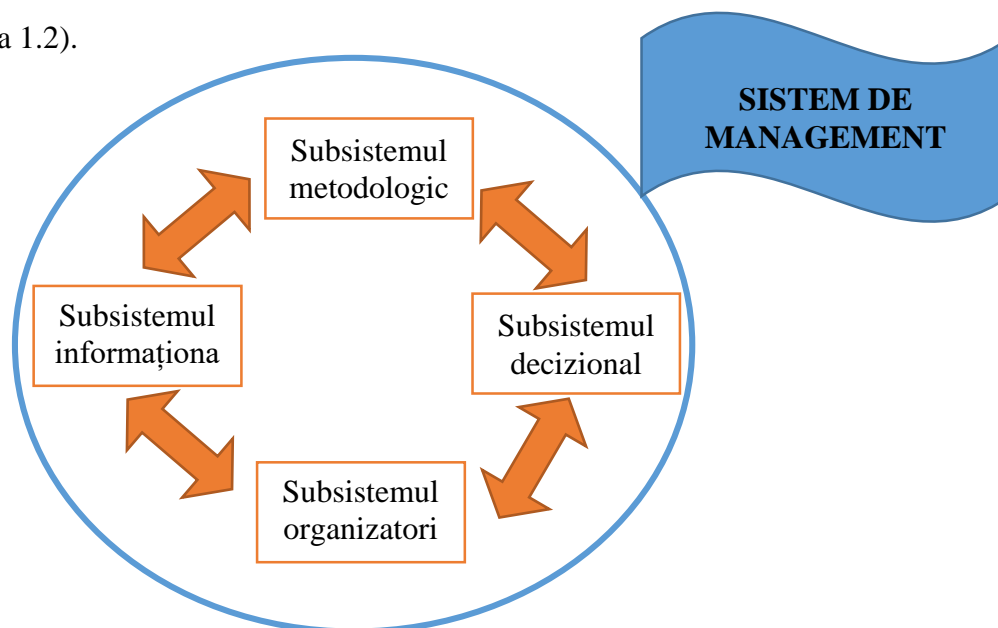 a 1.2).
SISTEM DE
MANAGEMENT
Subsistemul
metodologic
Subsistemul
informaționa
Subsistemul
decizional
Subsistemul
organizatori